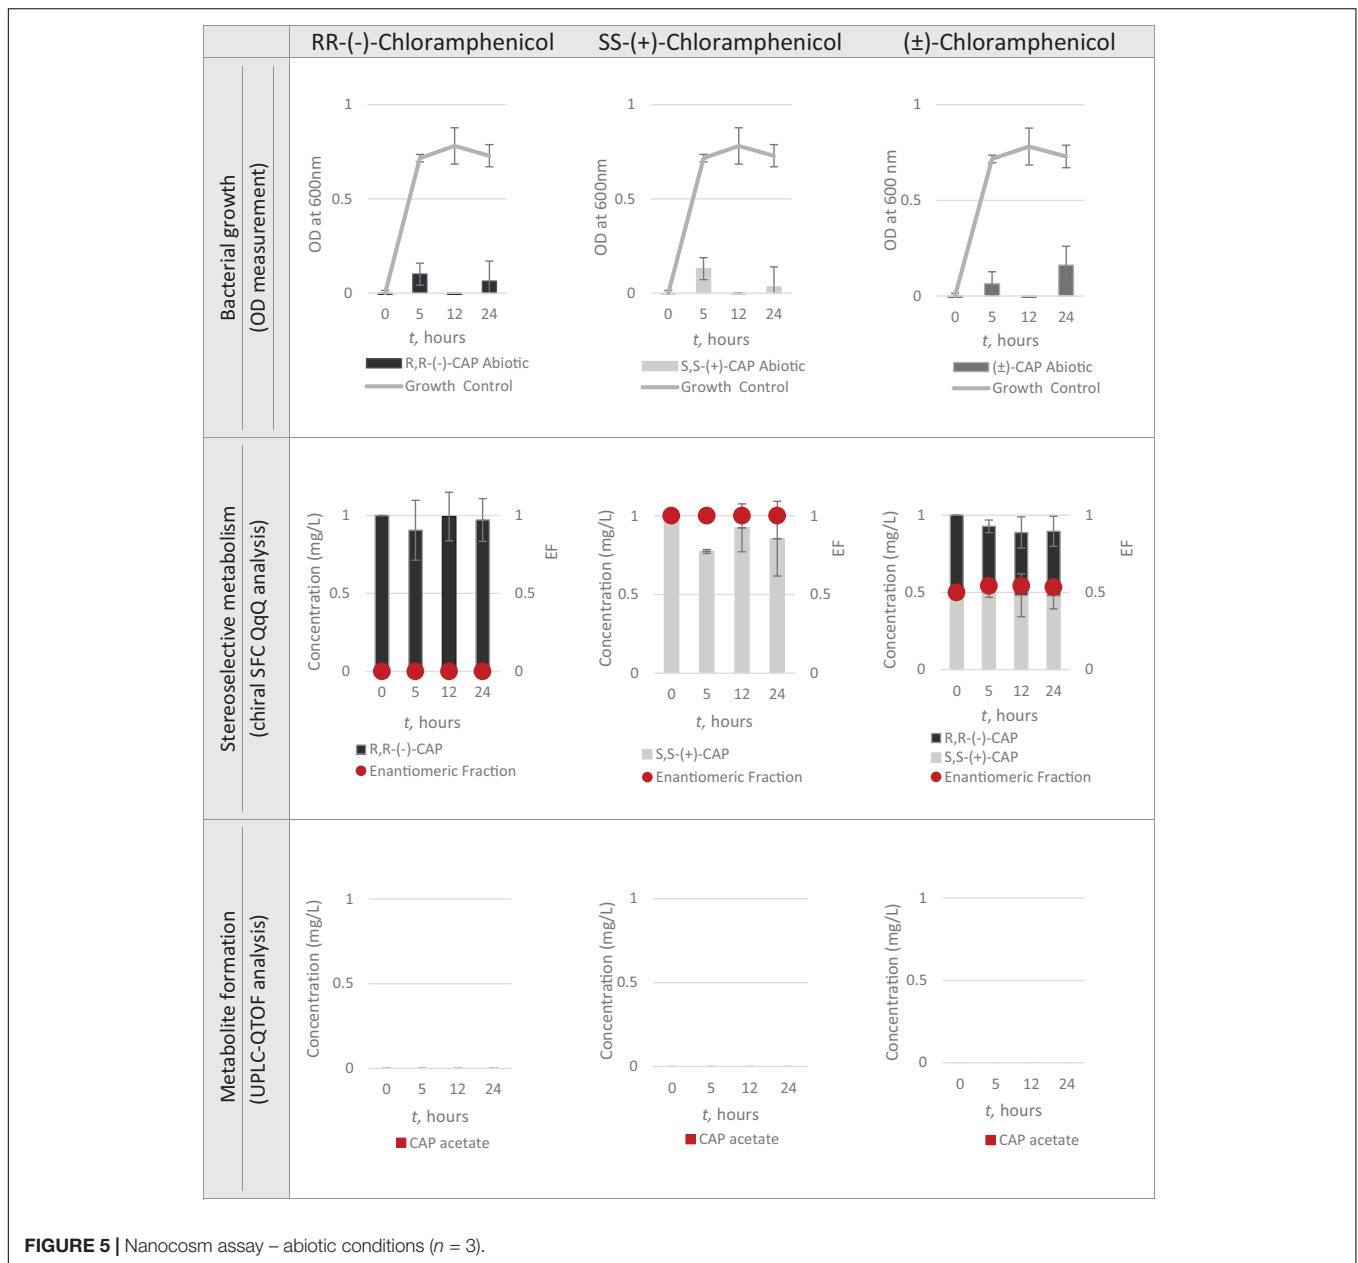 RR-(-)-Chloramphenicol
SS-(+)-Chloramphenicol
(±)-Chloramphenicol
Bacterial growth
(OD measurement)
OD at 600nm
1
0.5
0
0 5 12 24
t, hours
R,R-(-)-CAP Abiotic
Growth Control
OD at 600nm
1
0.5
0
0 5 12 24
t, hours
S,S-(+)-CAP Abiotic
Growth Control
OD at 600 nm
1
0.5
0
0 5 12 24
t, hours
(±)-CAP Abiotic
Growth Control
Stereoselective metabolism
(chiral SFC QqQ analysis)
Concentration (mg/L)
1
0.5
0
1
0.5
0
EF
0 5 12 24
t, hours
R,R-(-)-CAP
Enantiomeric Fraction
Concentration (mg/L)
1
0.5
0
1
0.5
0
EF
0 5 12 24
t, hours
S,S-(+)-CAP
Enantiomeric Fraction
Concentration (mg/L)
1
0.5
0
1
0.5
0
EF
0 5 12 24
t, hours
R,R-(-)-CAP
S,S-(+)-CAP
Enantiomeric Fraction
Metabolite formation
(UPLC-QTOF analysis)
Concentration (mg/L)
1
0.5
0
0 5 12 24
t, hours
CAP acetate
Concentration (mg/L)
1
0.5
0
0 5 12 24
t, hours
CAP acetate
Concentration (mg/L)
1
0.5
0
0 5 12 24
t, hours
CAP acetate
FIGURE 5 | Nanocosm assay – abiotic conditions (n = 3).